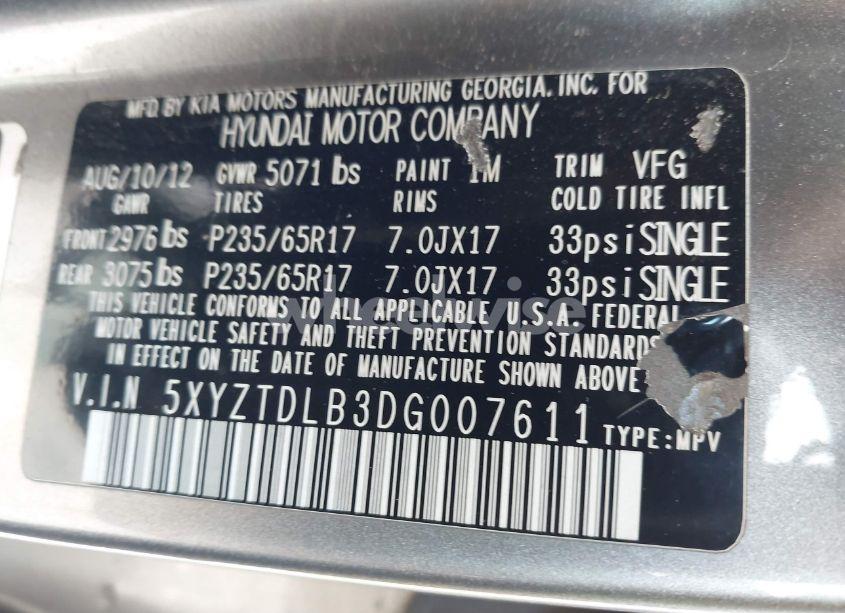 MFD. BY KIA MOTORS MANUFACTURING GEORGIA, INC. FOR
HYUNDAI MOTOR COMPANY
AUG/10/12 GVWR 5071 lbs PAINT 1M TRIM VFG
GAWR TIRES RIMS COLD TIRE INFL
FRONT 2976 lbs P235/65R17 7.0JX17 33psi SINGLE
REAR 3075 lbs P235/65R17 7.0JX17 33psi SINGLE
THIS VEHICLE CONFORMS TO ALL APPLICABLE U.S.A. FEDERAL
MOTOR VEHICLE SAFETY AND THEFT PREVENTION STANDARDS
IN EFFECT ON THE DATE OF MANUFACTURE SHOWN ABOVE
V.I.N 5XYZTDLB3DG007611 TYPE:MPV